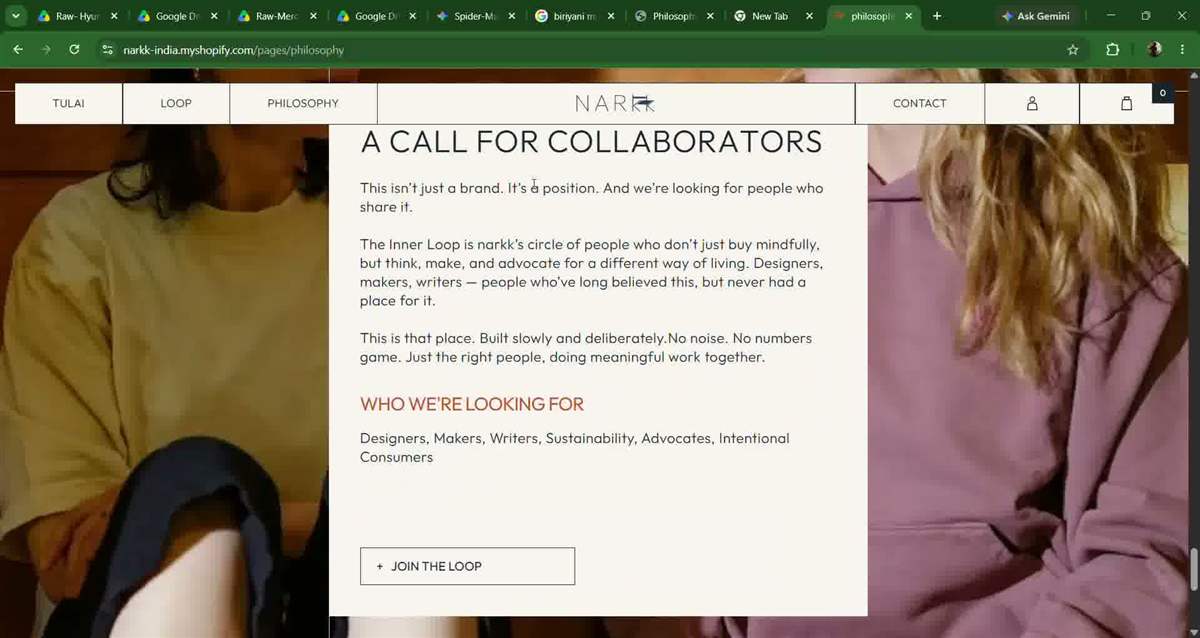 Raw- Hyun
Google Dr
Raw-Merc
Google Dr
Spider-Ma
biriyani m
Philosoph
New Tab
philosoph
Ask Gemini
narkk-india.myshopify.com/pages/philosophy
TULAI
LOOP
PHILOSOPHY
NARKK
CONTACT
0
A CALL FOR COLLABORATORS
This isn't just a brand. It's a position. And we're looking for people who
share it.
The Inner Loop is narkk's circle of people who don't just buy mindfully,
but think, make, and advocate for a different way of living. Designers,
makers, writers — people who've long believed this, but never had a
place for it.
This is that place. Built slowly and deliberately.No noise. No numbers
game. Just the right people, doing meaningful work together.
WHO WE'RE LOOKING FOR
Designers, Makers, Writers, Sustainability, Advocates, Intentional
Consumers
+ JOIN THE LOOP